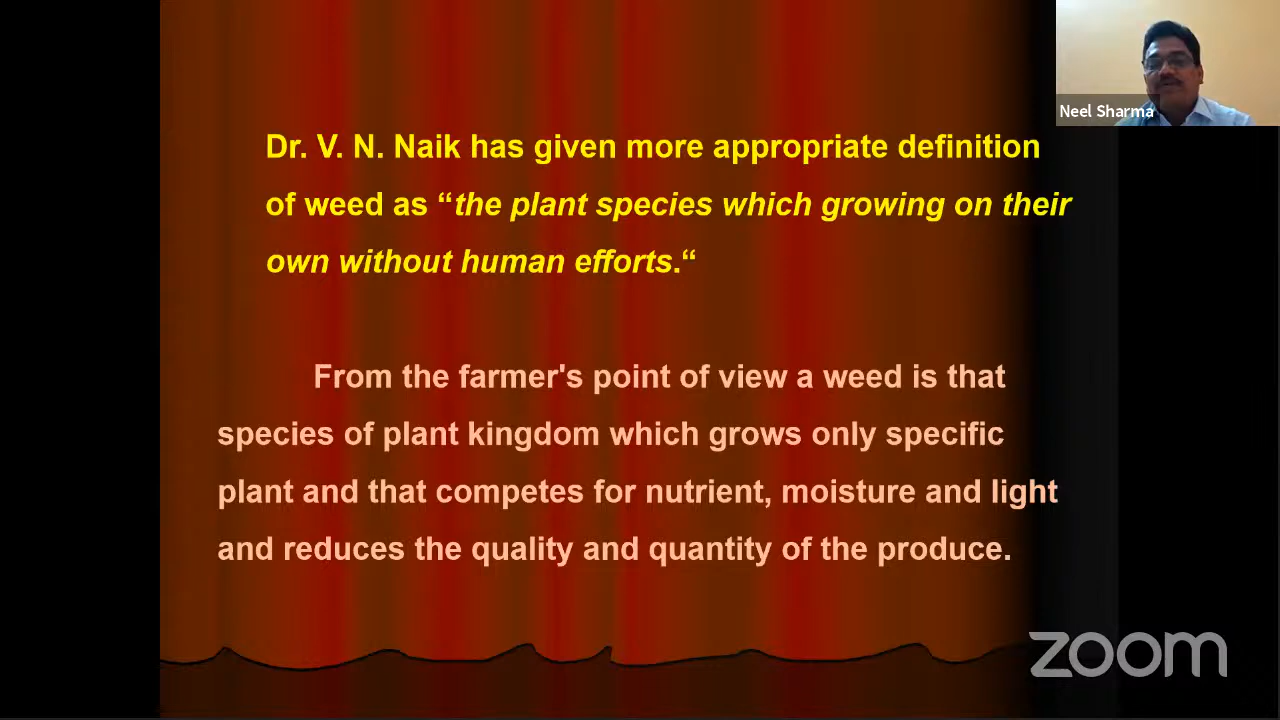 Neel Sharma
Dr. V. N. Naik has given more appropriate definition
of weed as “the plant species which growing on their
own without human efforts.“
From the farmer's point of view a weed is that
species of plant kingdom which grows only specific
plant and that competes for nutrient, moisture and light
and reduces the quality and quantity of the produce.
zoom